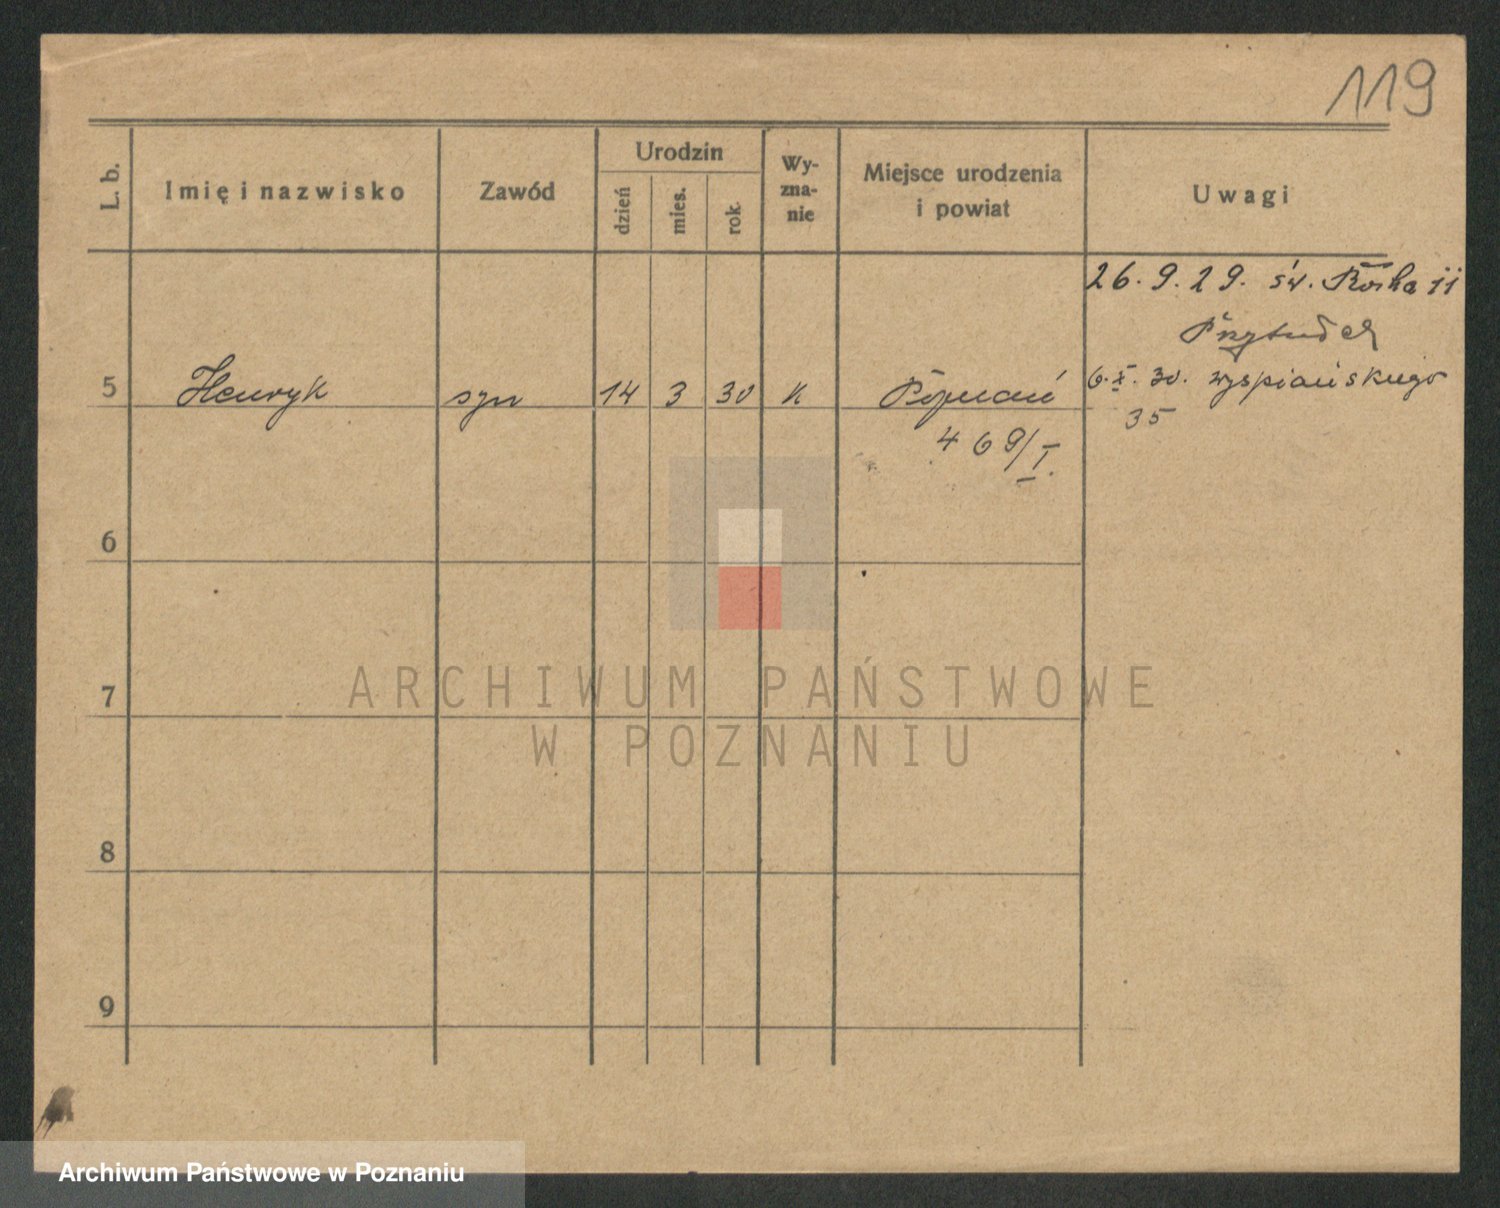 119
L. b.
Imię i nazwisko
Zawód
Urodzin
dzień
mies.
rok.
Wy-
zna-
nie
Miejsce urodzenia
i powiat
Uwagi
26.9.29. św. Rocha 11
Przytułek
5 Henryk syn 14 3 30 k Poznań
6.X.30. Wyspiańskiego
35
469/I.
6
7
8
9
ARCHIWUM PAŃSTWOWE
W POZNANIU
Archiwum Państwowe w Poznaniu